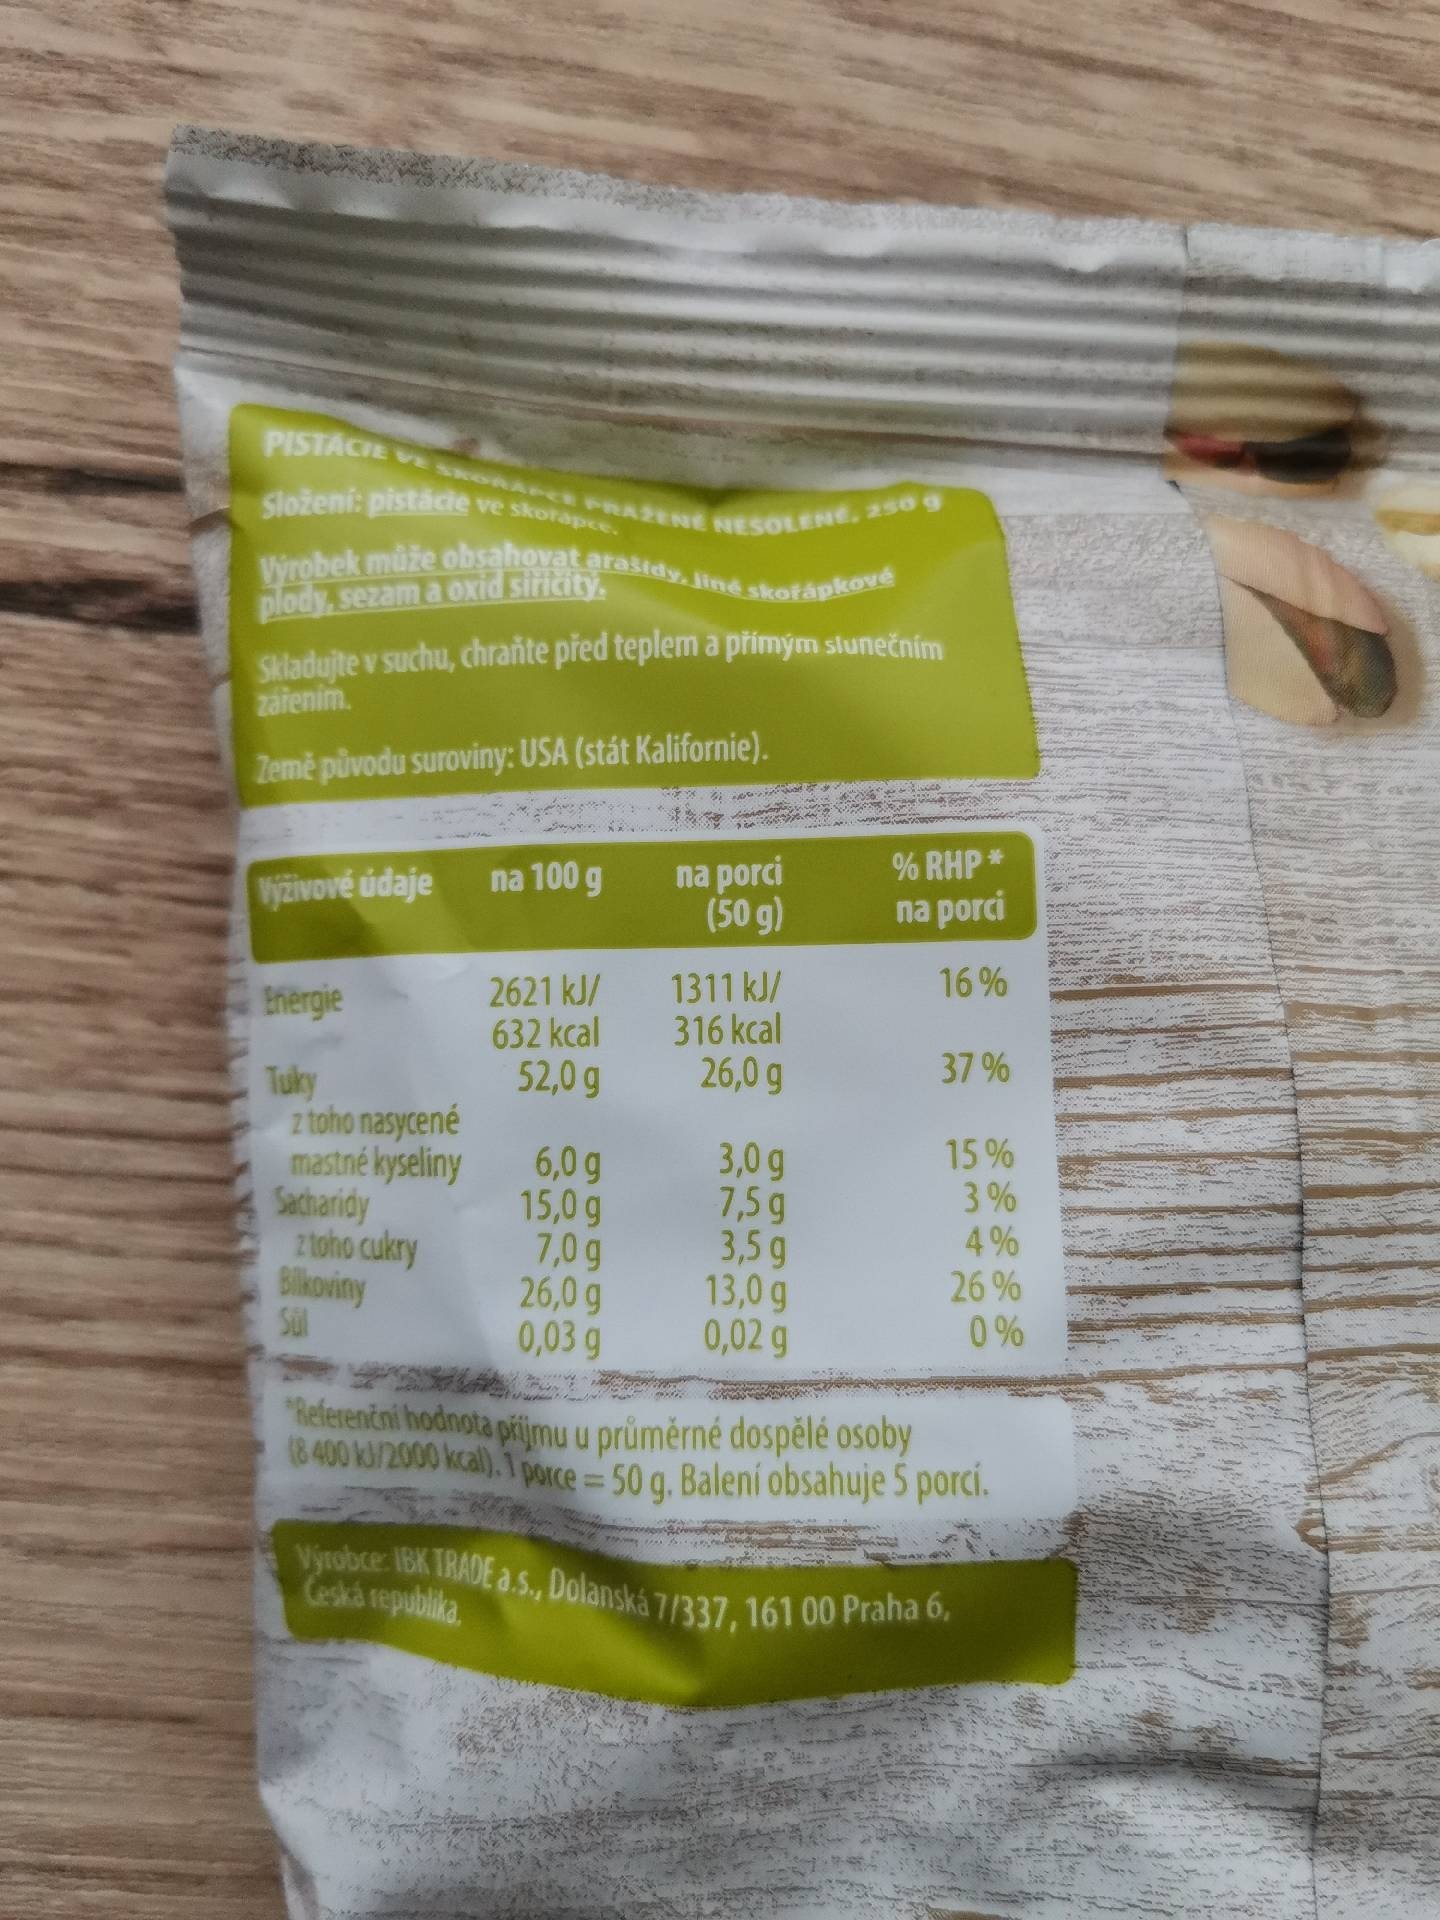 PISTÁCIE VE SKOŘÁPCE PRAŽENÉ NESOLENÉ, 250 g
Složení: pistácie ve skořápce.
Výrobek může obsahovat arašídy, jiné skořápkové
plody, sezam a oxid siřičitý.
Skladujte v suchu, chraňte před teplem a přímým slunečním
zářením.
Země původu suroviny: USA (stát Kalifornie).
Výživové údaje na 100 g na porci % RHP*
(50 g) na porci
Energie 2621 kJ/ 1311 kJ/ 16 %
632 kcal 316 kcal
Tuky 52,0 g 26,0 g 37 %
z toho nasycené
mastné kyseliny 6,0 g 3,0 g 15 %
Sacharidy 15,0 g 7,5 g 3 %
z toho cukry 7,0 g 3,5 g 4 %
Bílkoviny 26,0 g 13,0 g 26 %
Sůl 0,03 g 0,02 g 0 %
*Referenční hodnota příjmu u průměrné dospělé osoby
(8 400 kJ/2000 kcal). 1 porce = 50 g. Balení obsahuje 5 porcí.
Výrobce: IBK TRADE a.s., Dolanská 7/337, 161 00 Praha 6,
Česká republika.